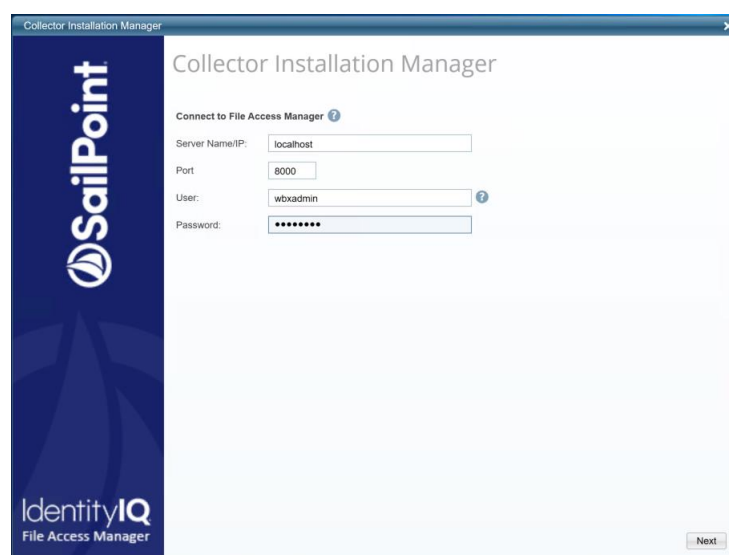 Collector Installation Manager
SailPoint
Collector Installation Manager
Connect to File Access Manager ?
Server Name/IP: localhost
Port 8000
User: wbxadmin ?
Password: ••••••••
IdentityIQ
File Access Manager
Next